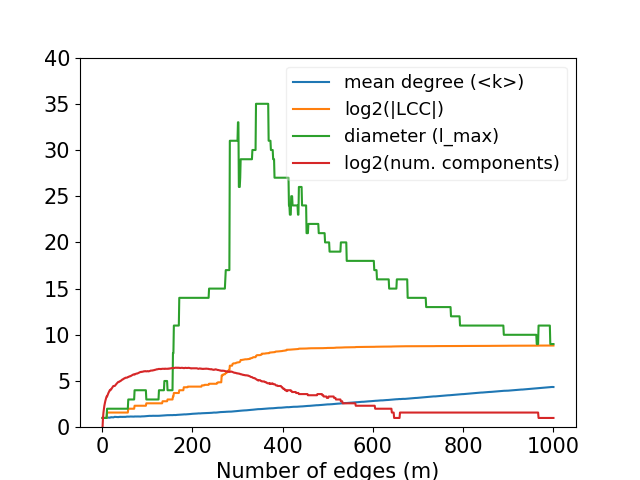 40
35
30
25
20
15
10
5
0
mean degree (<k>)
log2(|LCC|)
diameter (l_max)
log2(num. components)
0 200 400 600 800 1000
Number of edges (m)